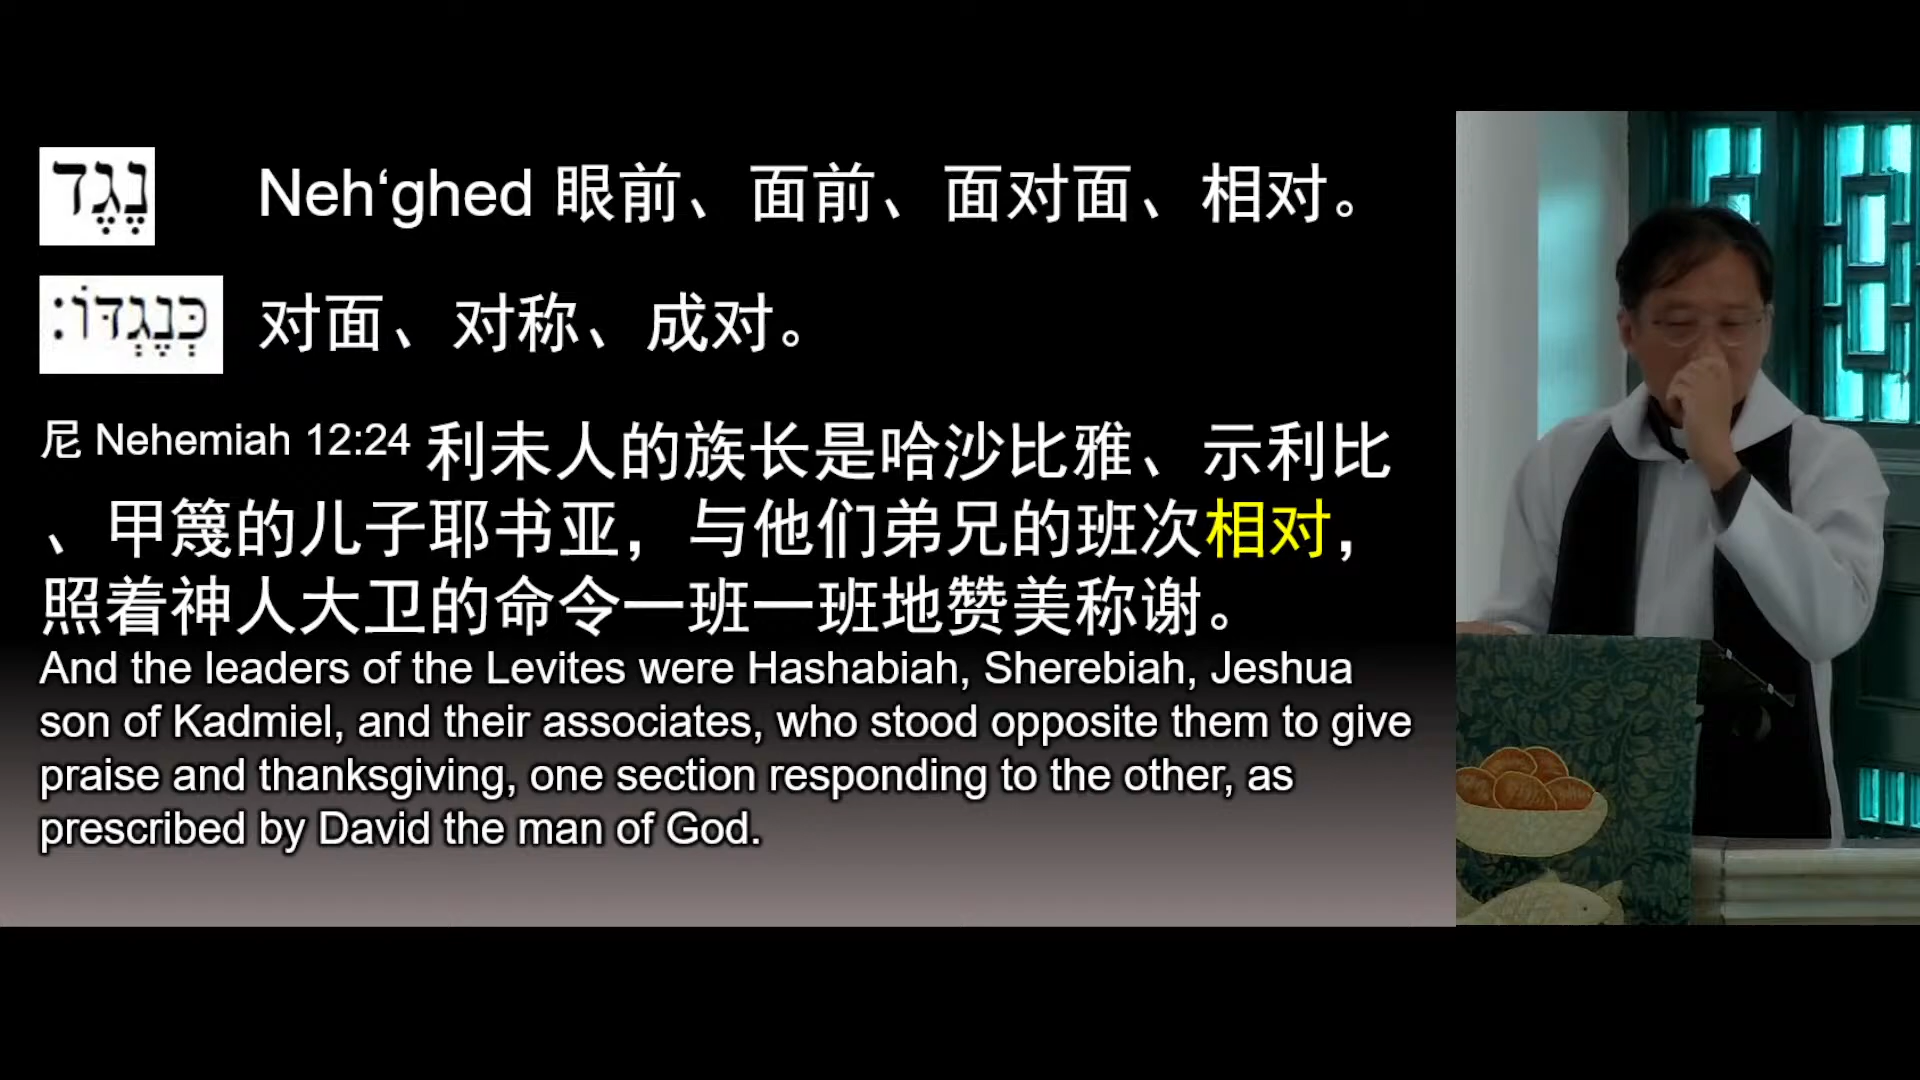 נֶגֶד
Neh‘ghed 眼前、面前、面对面、相对。
כְּנֶגְדּוֹ׃
对面、对称、成对。
尼 Nehemiah 12:24 利未人的族长是哈沙比雅、示利比
、甲篾的儿子耶书亚，与他们弟兄的班次相对，
照着神人大卫的命令一班一班地赞美称谢。
And the leaders of the Levites were Hashabiah, Sherebiah, Jeshua
son of Kadmiel, and their associates, who stood opposite them to give
praise and thanksgiving, one section responding to the other, as
prescribed by David the man of God.